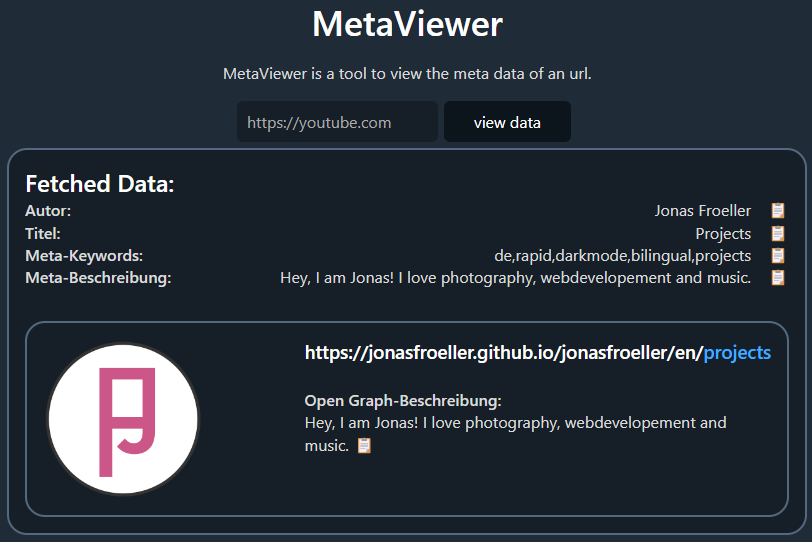 MetaViewer
MetaViewer is a tool to view the meta data of an url.
https://youtube.com view data
Fetched Data:
Autor: Jonas Froeller
Titel: Projects
Meta-Keywords: de,rapid,darkmode,bilingual,projects
Meta-Beschreibung: Hey, I am Jonas! I love photography, webdevelopement and music.
https://jonasfroeller.github.io/jonasfroeller/en/projects
Open Graph-Beschreibung:
Hey, I am Jonas! I love photography, webdevelopement and
music.